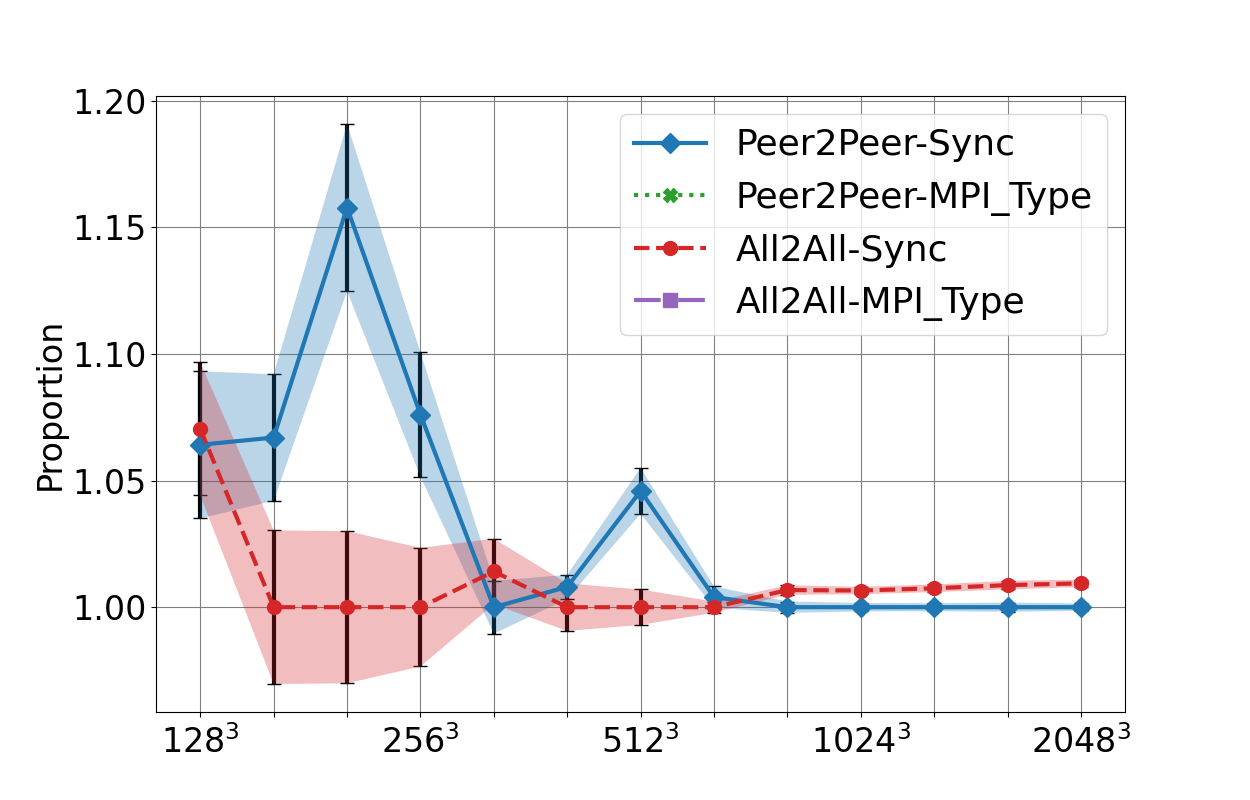 1.20
1.15
1.10
1.05
1.00
Proportion
Peer2Peer-Sync
Peer2Peer-MPI_Type
All2All-Sync
All2All-MPI_Type
128³ 256³ 512³ 1024³ 2048³